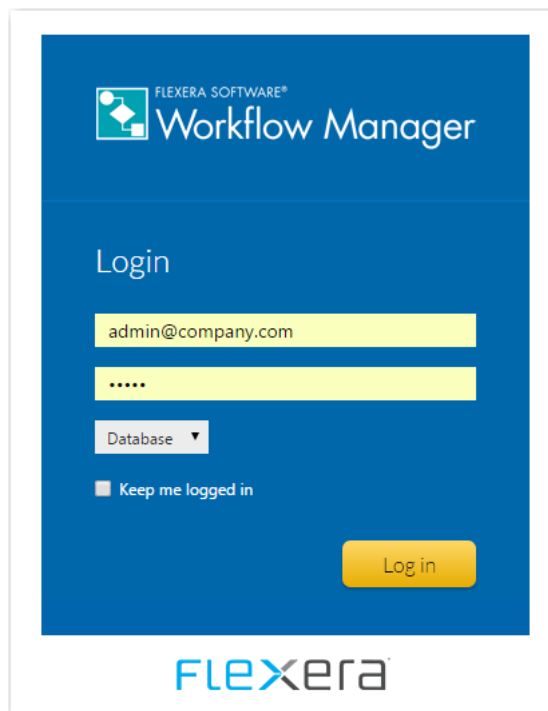 FLEXERA SOFTWARE®
Workflow Manager
Login
admin@company.com
•••••
Database
Keep me logged in
Log in
FLEXERA